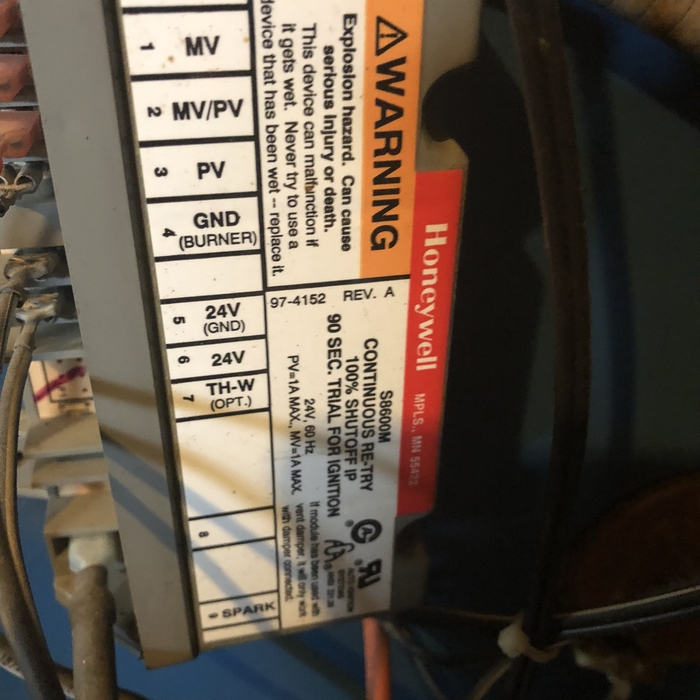 ⚠WARNING
Explosion hazard. Can cause
serious injury or death.
This device can malfunction if
it gets wet. Never try to use a
device that has been wet -- replace it.
Honeywell MPLS., MN 55422
97-4152 REV. A
S8600M
CONTINUOUS RE-TRY
100% SHUTOFF IP
90 SEC. TRIAL FOR IGNITION
24V, 60 Hz
PV=1A MAX., MV=1A MAX.
If module has been used with
vent damper, it will only work
with damper connected.
1 MV
2 MV/PV
3 PV
4 GND
(BURNER)
5 24V
(GND)
6 24V
7 TH-W
(OPT.)
8
9 SPARK